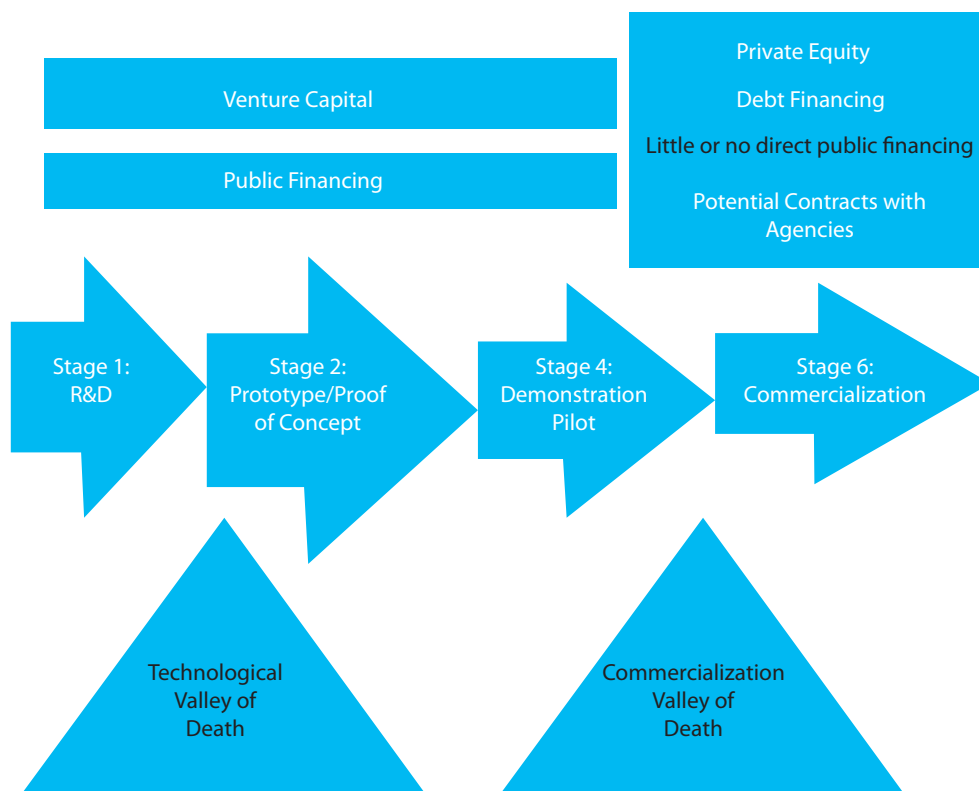 Venture Capital
Public Financing
Private Equity
Debt Financing
Little or no direct public financing
Potential Contracts with
Agencies
Stage 1:
R&D
Stage 2:
Prototype/Proof
of Concept
Stage 4:
Demonstration
Pilot
Stage 6:
Commercialization
Technological
Valley of
Death
Commercialization
Valley of
Death